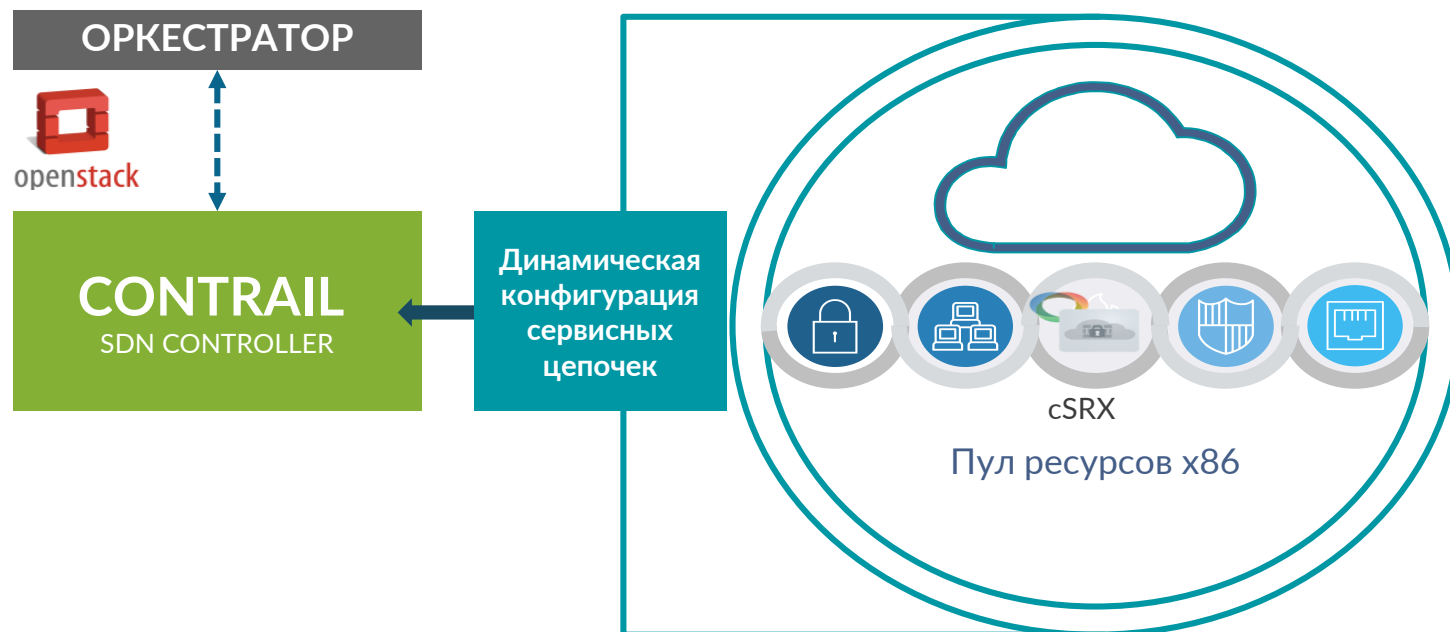 ОРКЕСТРАТОР
openstack
CONTRAIL
SDN CONTROLLER
Динамическая
конфигурация
сервисных
цепочек
cSRX
Пул ресурсов x86